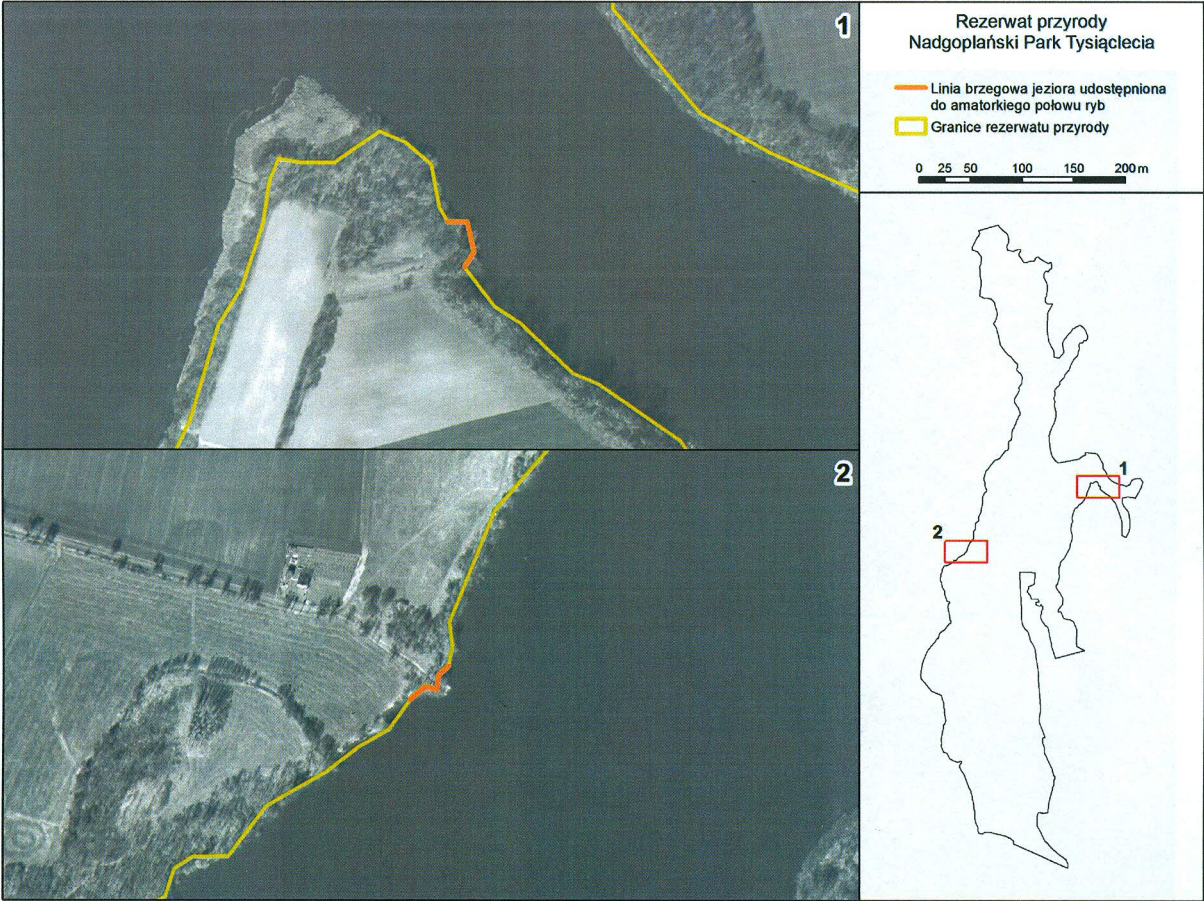 1
Rezerwat przyrody
Nadgoplański Park Tysiąclecia
Linia brzegowa jeziora udostępniona
do amatorkiego połowu ryb
Granice rezerwatu przyrody
0 25 50 100 150 200 m
2
1
2